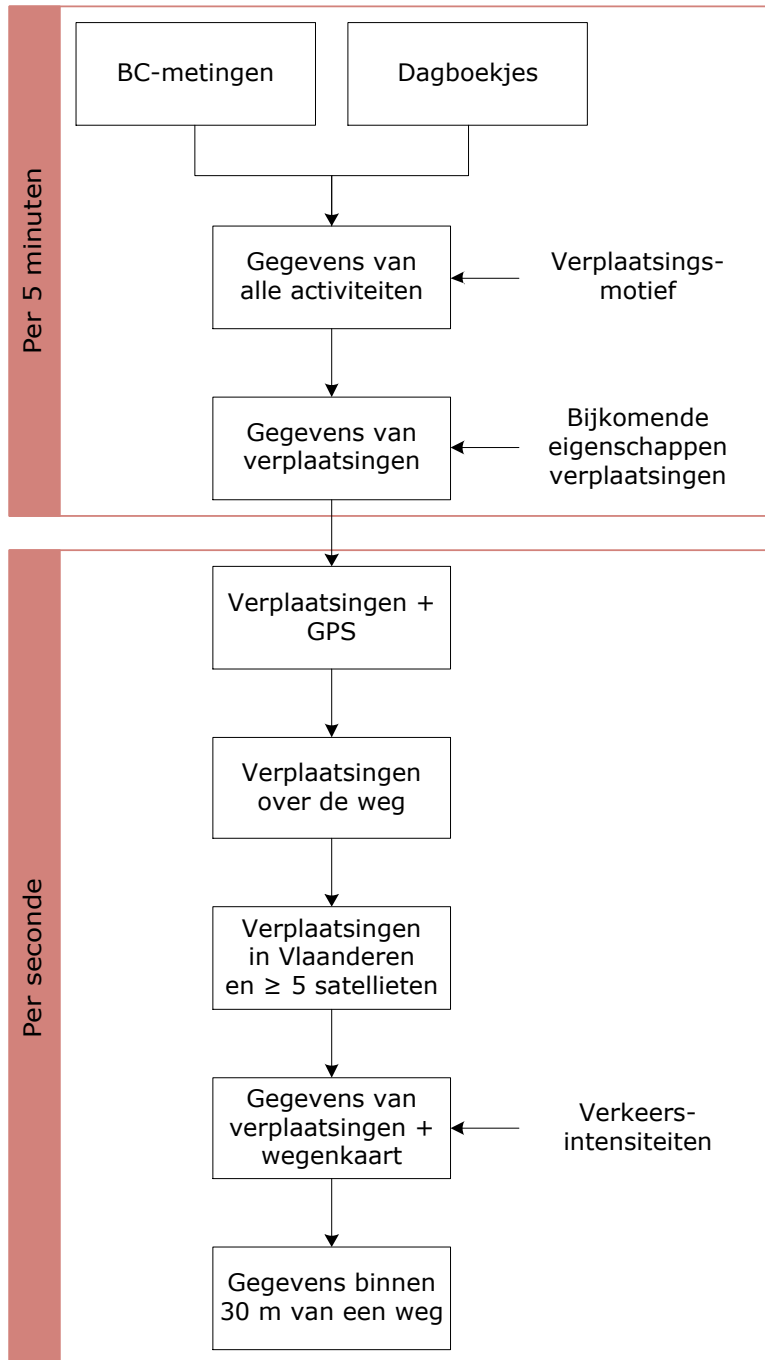 Per 5 minuten
BC-metingen
Dagboekjes
Gegevens van
alle activiteiten
Verplaatsings-
motief
Gegevens van
verplaatsingen
Bijkomende
eigenschappen
verplaatsingen
Per seconde
Verplaatsingen +
GPS
Verplaatsingen
over de weg
Verplaatsingen
in Vlaanderen
en ≥ 5 satellieten
Gegevens van
verplaatsingen +
wegenkaart
Verkeers-
intensiteiten
Gegevens binnen
30 m van een weg